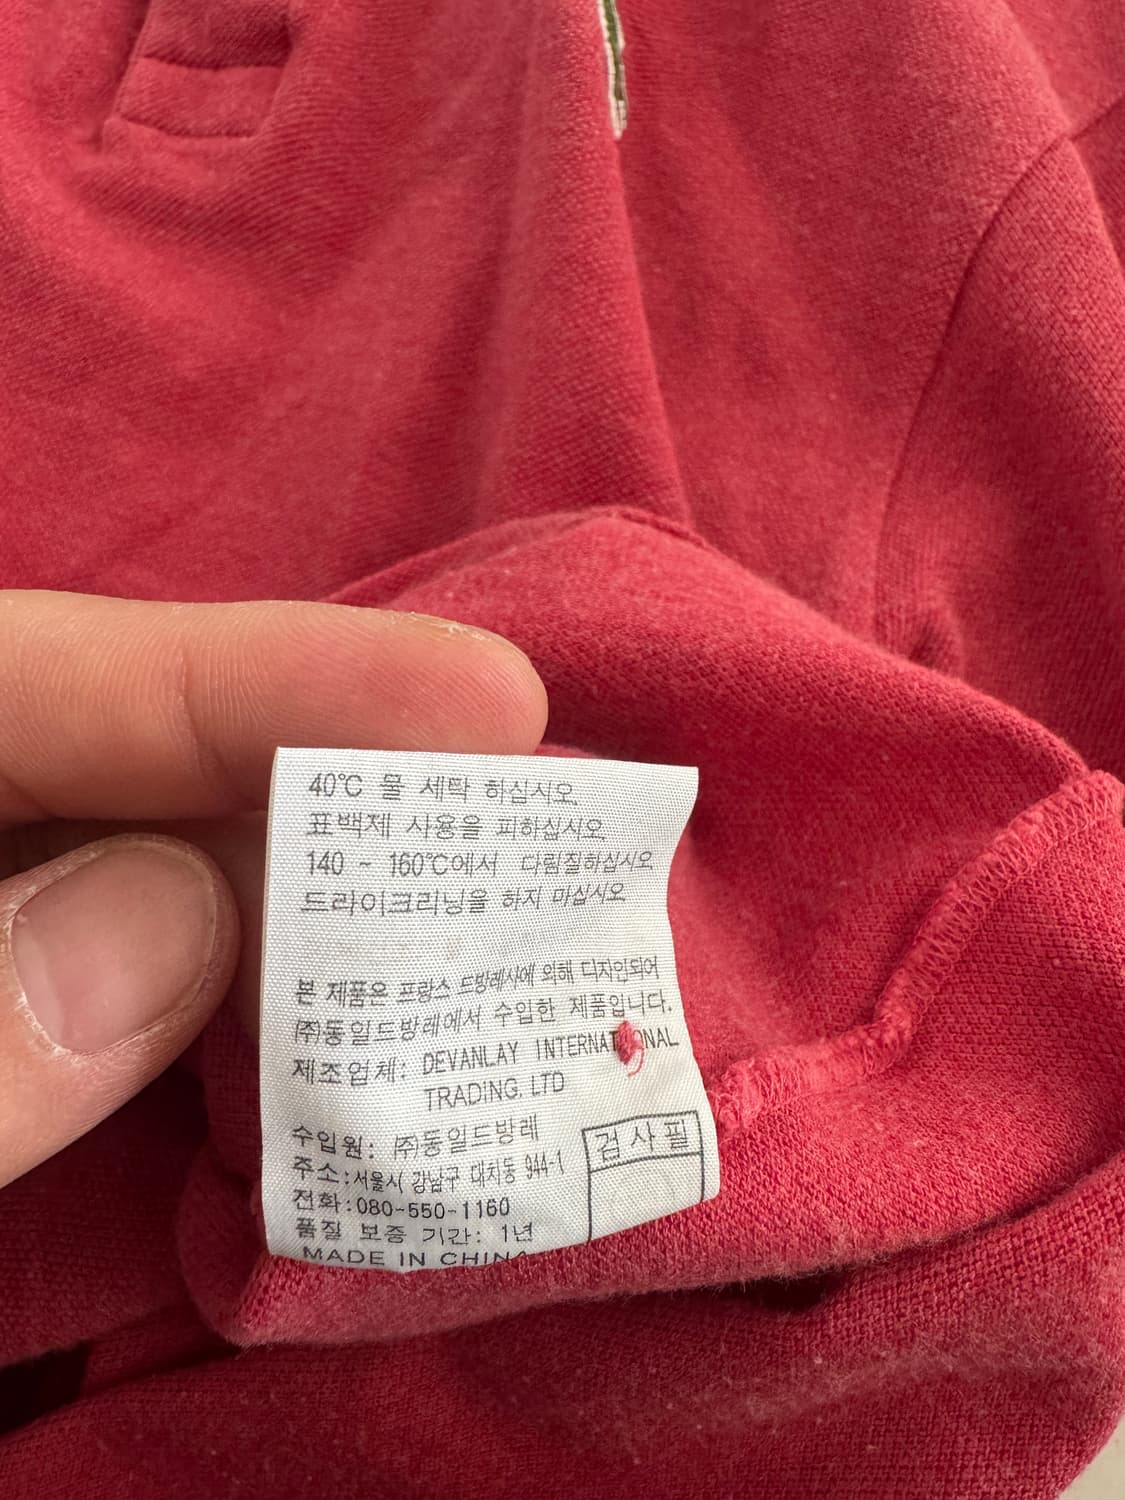 40℃ 물 세탁 하십시오.
표백제 사용을 피하십시오.
140 ~ 160℃에서 다림질하십시오
드라이크리닝을 하지 마십시오.
본 제품은 프랑스 드방레사에 의해 디자인되어
(주)동일드방레에서 수입한 제품입니다.
제조업체: DEVANLAY INTERNATIONAL
TRADING. LTD
수입원: (주)동일드방레
주소:서울시 강남구 대치동 944-1
전화:080-550-1160
품질 보증 기간: 1년
MADE IN CHINA
검사필